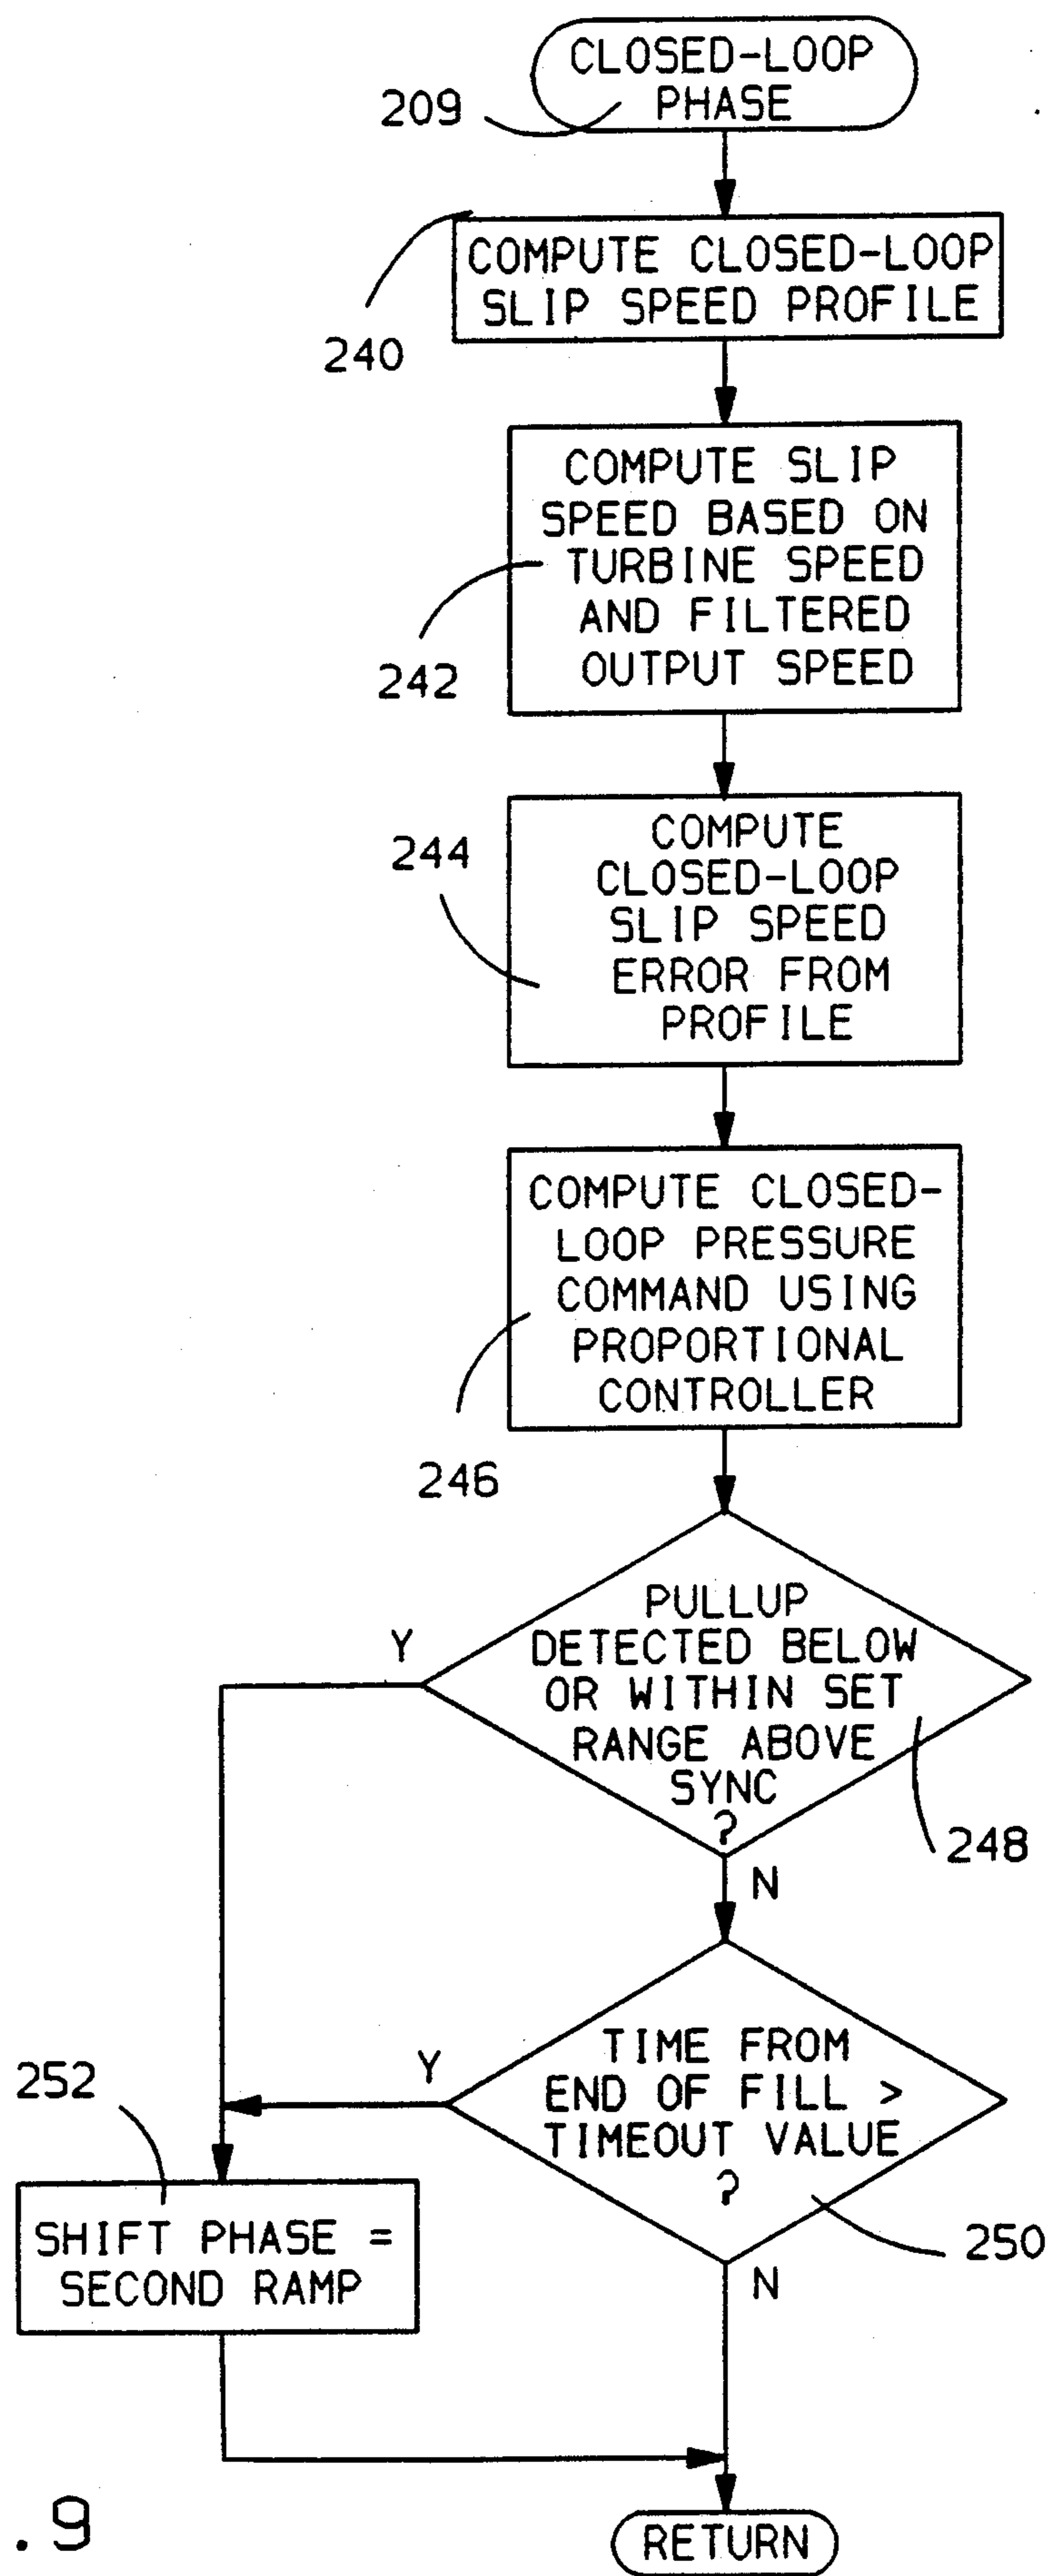 CLOSED-LOOP
PHASE
209
240
COMPUTE CLOSED-LOOP
SLIP SPEED PROFILE
COMPUTE SLIP
SPEED BASED ON
TURBINE SPEED
AND FILTERED
OUTPUT SPEED
242
244
COMPUTE
CLOSED-LOOP
SLIP SPEED
ERROR FROM
PROFILE
COMPUTE CLOSED-
LOOP PRESSURE
COMMAND USING
PROPORTIONAL
CONTROLLER
246
Y
PULLUP
DETECTED BELOW
OR WITHIN SET
RANGE ABOVE
SYNC
?
248
N
Y
TIME FROM
END OF FILL >
TIMEOUT VALUE
?
250
N
252
SHIFT PHASE =
SECOND RAMP
RETURN
.9